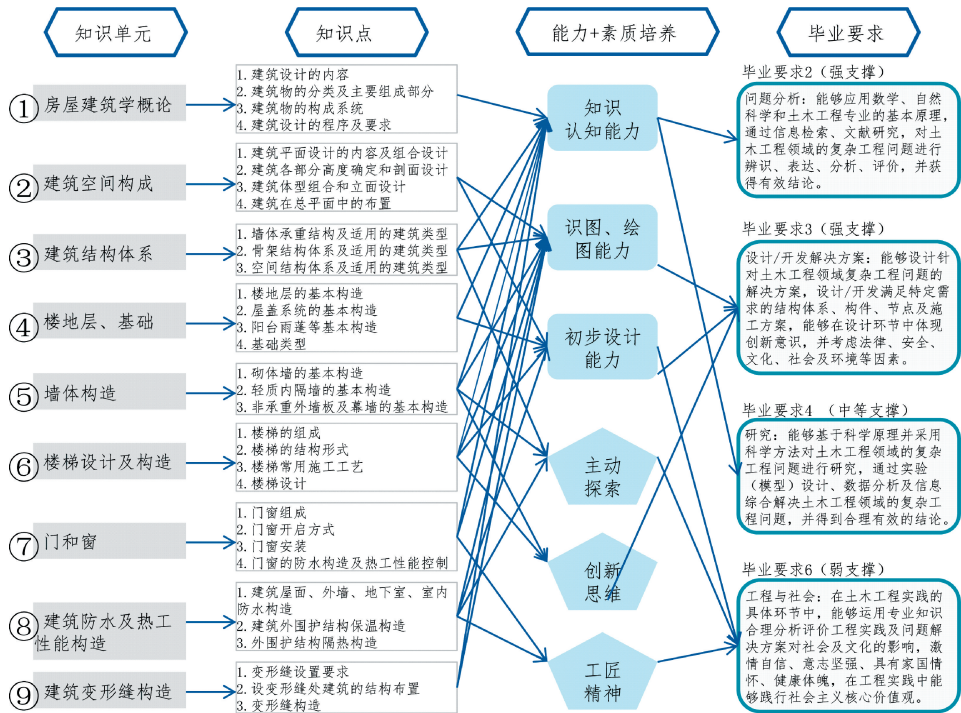 知识单元
知识点
能力+素质培养
毕业要求
① 房屋建筑学概论
1. 建筑设计的内容
2. 建筑物的分类及主要组成部分
3. 建筑物的构成系统
4. 建筑设计的程序及要求
② 建筑空间构成
1. 建筑平面设计的内容及组合设计
2. 建筑各部分高度确定和剖面设计
3. 建筑体型组合和立面设计
4. 建筑在总平面中的布置
③ 建筑结构体系
1. 墙体承重结构及适用的建筑类型
2. 骨架结构体系及适用的建筑类型
3. 空间结构体系及适用的建筑类型
④ 楼地层、基础
1. 楼地层的基本构造
2. 屋盖系统的基本构造
3. 阳台雨蓬等基本构造
4. 基础类型
⑤ 墙体构造
1. 砌体墙的基本构造
2. 轻质内隔墙的基本构造
3. 非承重外墙板及幕墙的基本构造
⑥ 楼梯设计及构造
1. 楼梯的组成
2. 楼梯的结构形式
3. 楼梯常用施工工艺
4. 楼梯设计
⑦ 门和窗
1. 门窗组成
2. 门窗开启方式
3. 门窗安装
4. 门窗的防水构造及热工性能控制
⑧ 建筑防水及热工
性能构造
1. 建筑屋面、外墙、地下室、室内
防水构造
2. 建筑外围护结构保温构造
3. 外围护结构隔热构造
⑨ 建筑变形缝构造
1. 变形缝设置要求
2. 设变形缝处建筑的结构布置
3. 变形缝构造
知识
认知能力
识图、绘
图能力
初步设计
能力
主动
探索
创新
思维
工匠
精神
毕业要求2（强支撑）
问题分析：能够应用数学、自然
科学和土木工程专业的基本原理，
通过信息检索、文献研究，对土
木工程领域的复杂工程问题进行
辨识、表达、分析、评价，并获
得有效结论。
毕业要求3（强支撑）
设计/开发解决方案：能够设计针
对土木工程领域复杂工程问题的
解决方案，设计/开发满足特定需
求的结构体系、构件、节点及施
工方案，能够在设计环节中体现
创新意识，并考虑法律、安全、
文化、社会及环境等因素。
毕业要求4 （中等支撑）
研究：能够基于科学原理并采用
科学方法对土木工程领域的复杂
工程问题进行研究，通过实验
（模型）设计、数据分析及信息
综合解决土木工程领域的复杂工
程问题，并得到合理有效的结论。
毕业要求6（弱支撑）
工程与社会：在土木工程实践的
具体环节中，能够运用专业知识
合理分析评价工程实践及问题解
决方案对社会及文化的影响，激
情自信、意志坚强、具有家国情
怀、健康体魄，在工程实践中能
够践行社会主义核心价值观。